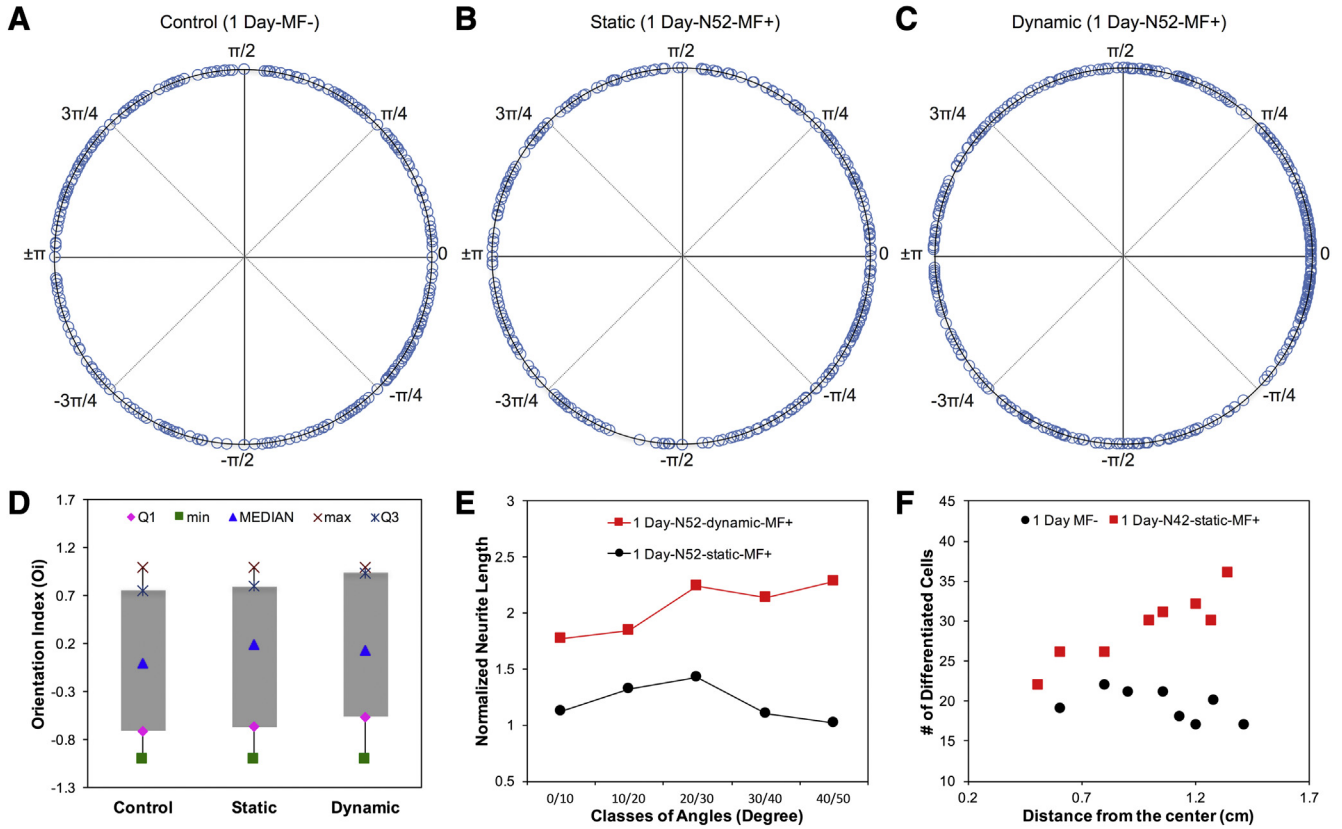 A
Control (1 Day-MF-)
π/2
3π/4
π/4
±π
0
-3π/4
-π/4
-π/2
B
Static (1 Day-N52-MF+)
π/2
3π/4
π/4
±π
0
-3π/4
-π/4
-π/2
C
Dynamic (1 Day-N52-MF+)
π/2
3π/4
π/4
±π
0
-3π/4
-π/4
-π/2
D
Orientation Index (Oi)
1.7
1.2
0.7
0.2
-0.3
-0.8
-1.3
Q1 min MEDIAN max Q3
Control Static Dynamic
E
Normalized Neurite Length
3
2.5
2
1.5
1
0.5
1 Day-N52-dynamic-MF+
1 Day-N52-static-MF+
0/10 10/20 20/30 30/40 40/50
Classes of Angles (Degree)
F
# of Differentiated Cells
45
40
35
30
25
20
15
10
1 Day MF- 1 Day-N42-static-MF+
0.2 0.7 1.2 1.7
Distance from the center (cm)